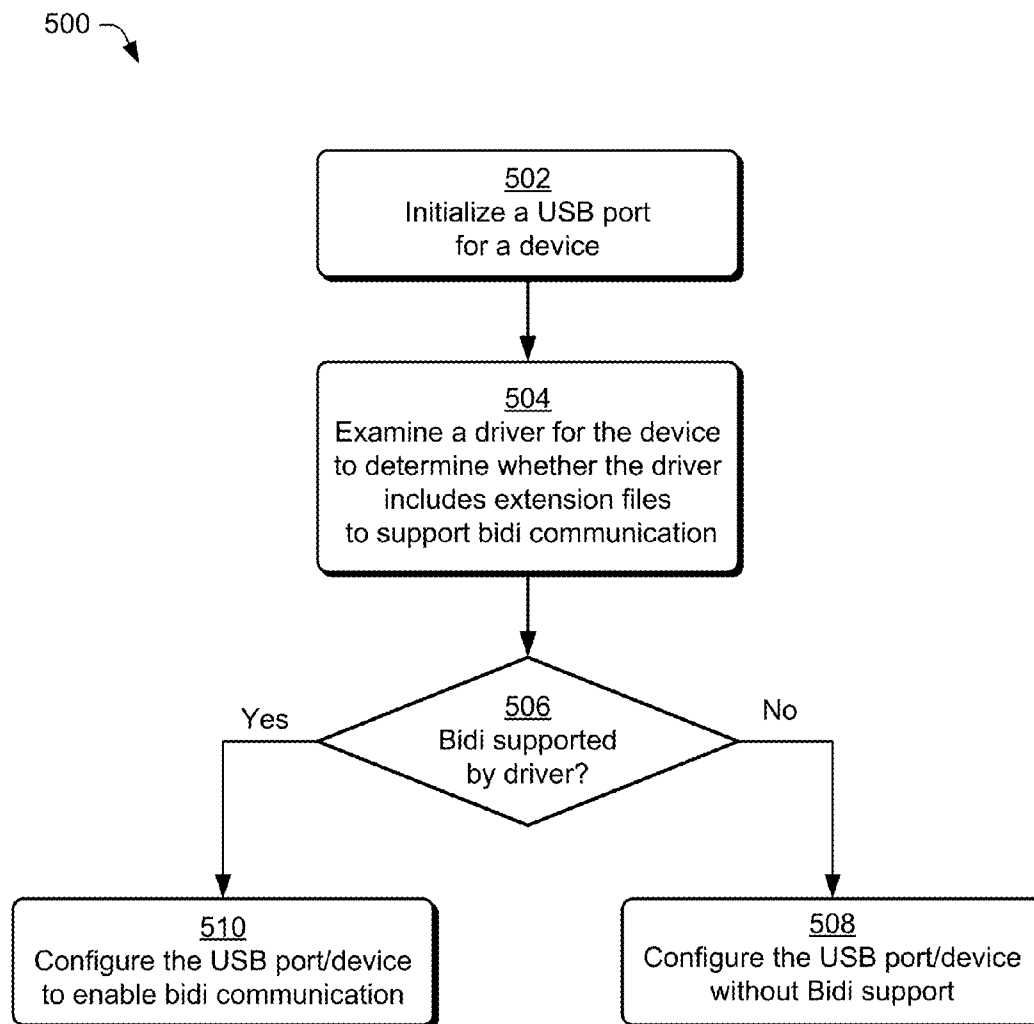 500
502
Initialize a USB port
for a device
504
Examine a driver for the device
to determine whether the driver
includes extension files
to support bidi communication
506
Bidi supported
by driver?
Yes
No
510
Configure the USB port/device
to enable bidi communication
508
Configure the USB port/device
without Bidi support